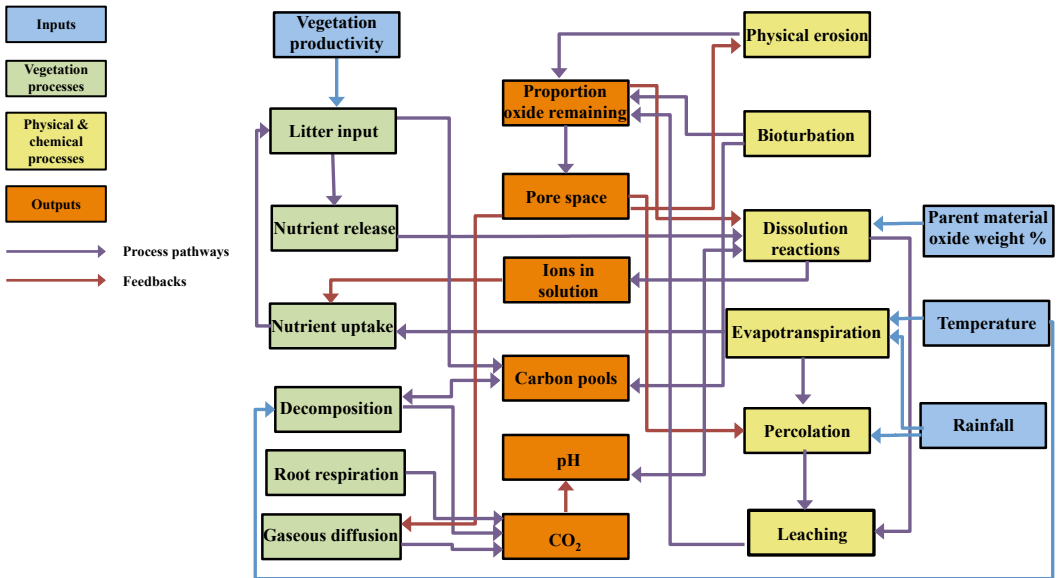 Inputs
Vegetation
processes
Physical &
chemical
processes
Outputs
Process pathways
Feedbacks
Vegetation
productivity
Litter input
Nutrient release
Nutrient uptake
Decomposition
Root respiration
Gaseous diffusion
Proportion
oxide remaining
Pore space
Ions in
solution
Carbon pools
pH
CO₂
Physical erosion
Bioturbation
Dissolution
reactions
Evapotranspiration
Percolation
Leaching
Parent material
oxide weight %
Temperature
Rainfall